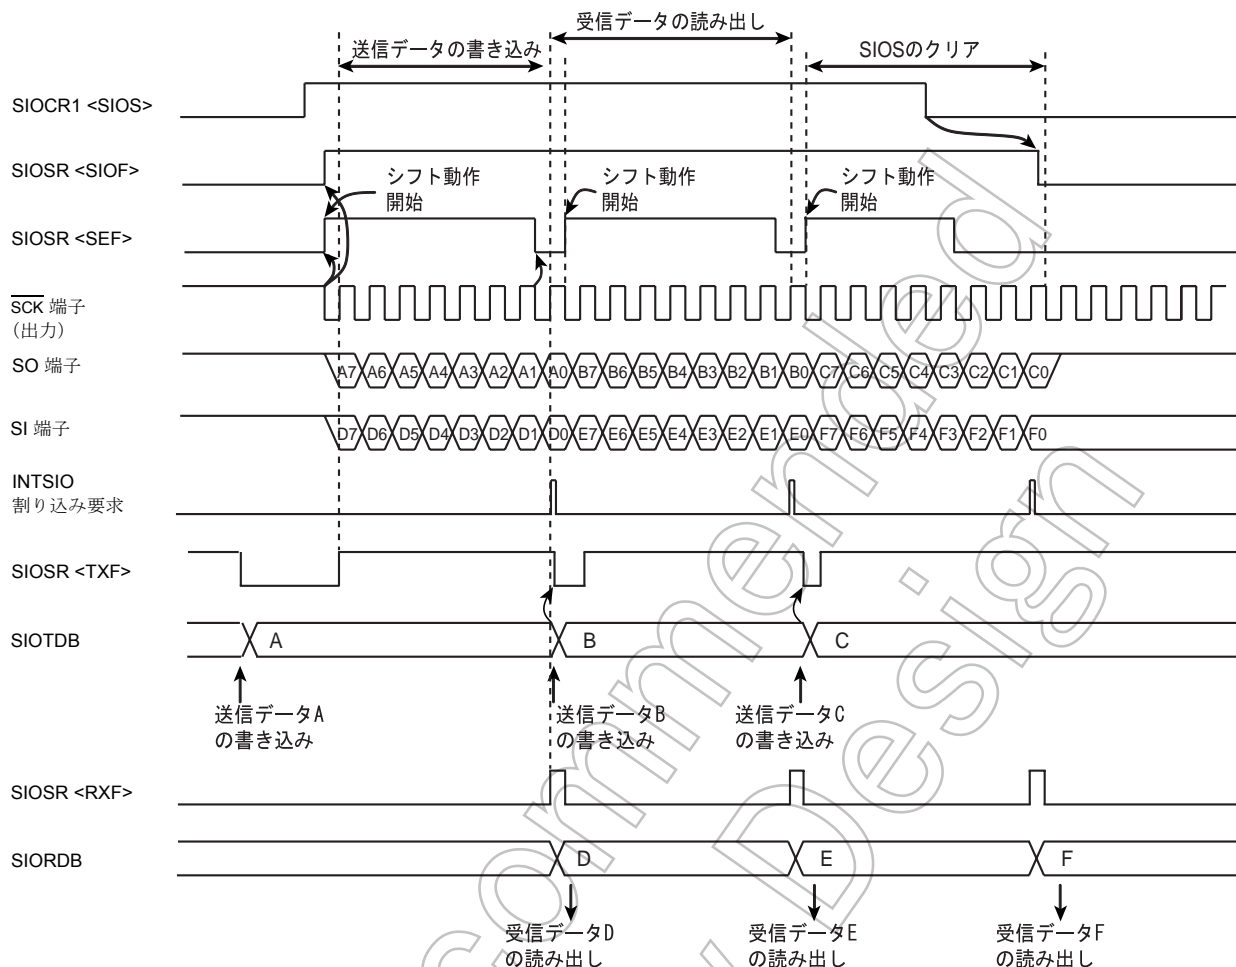 受信データの読み出し
送信データの書き込み
SIOSのクリア
SIOCR1 <SIOS>
SIOSR <SIOF>
シフト動作
開始
シフト動作
開始
シフト動作
開始
SIOSR <SEF>
SCK 端子
(出力)
SO 端子
A7 A6 A5 A4 A3 A2 A1 A0 B7 B6 B5 B4 B3 B2 B1 B0 C7 C6 C5 C4 C3 C2 C1 C0
SI 端子
D7 D6 D5 D4 D3 D2 D1 D0 E7 E6 E5 E4 E3 E2 E1 E0 F7 F6 F5 F4 F3 F2 F1 F0
INTSIO
割り込み要求
SIOSR <TXF>
SIOTDB
A B C
送信データA
の書き込み
送信データB
の書き込み
送信データC
の書き込み
SIOSR <RXF>
SIORDB
D E F
受信データD
の読み出し
受信データE
の読み出し
受信データF
の読み出し
ommended
Design